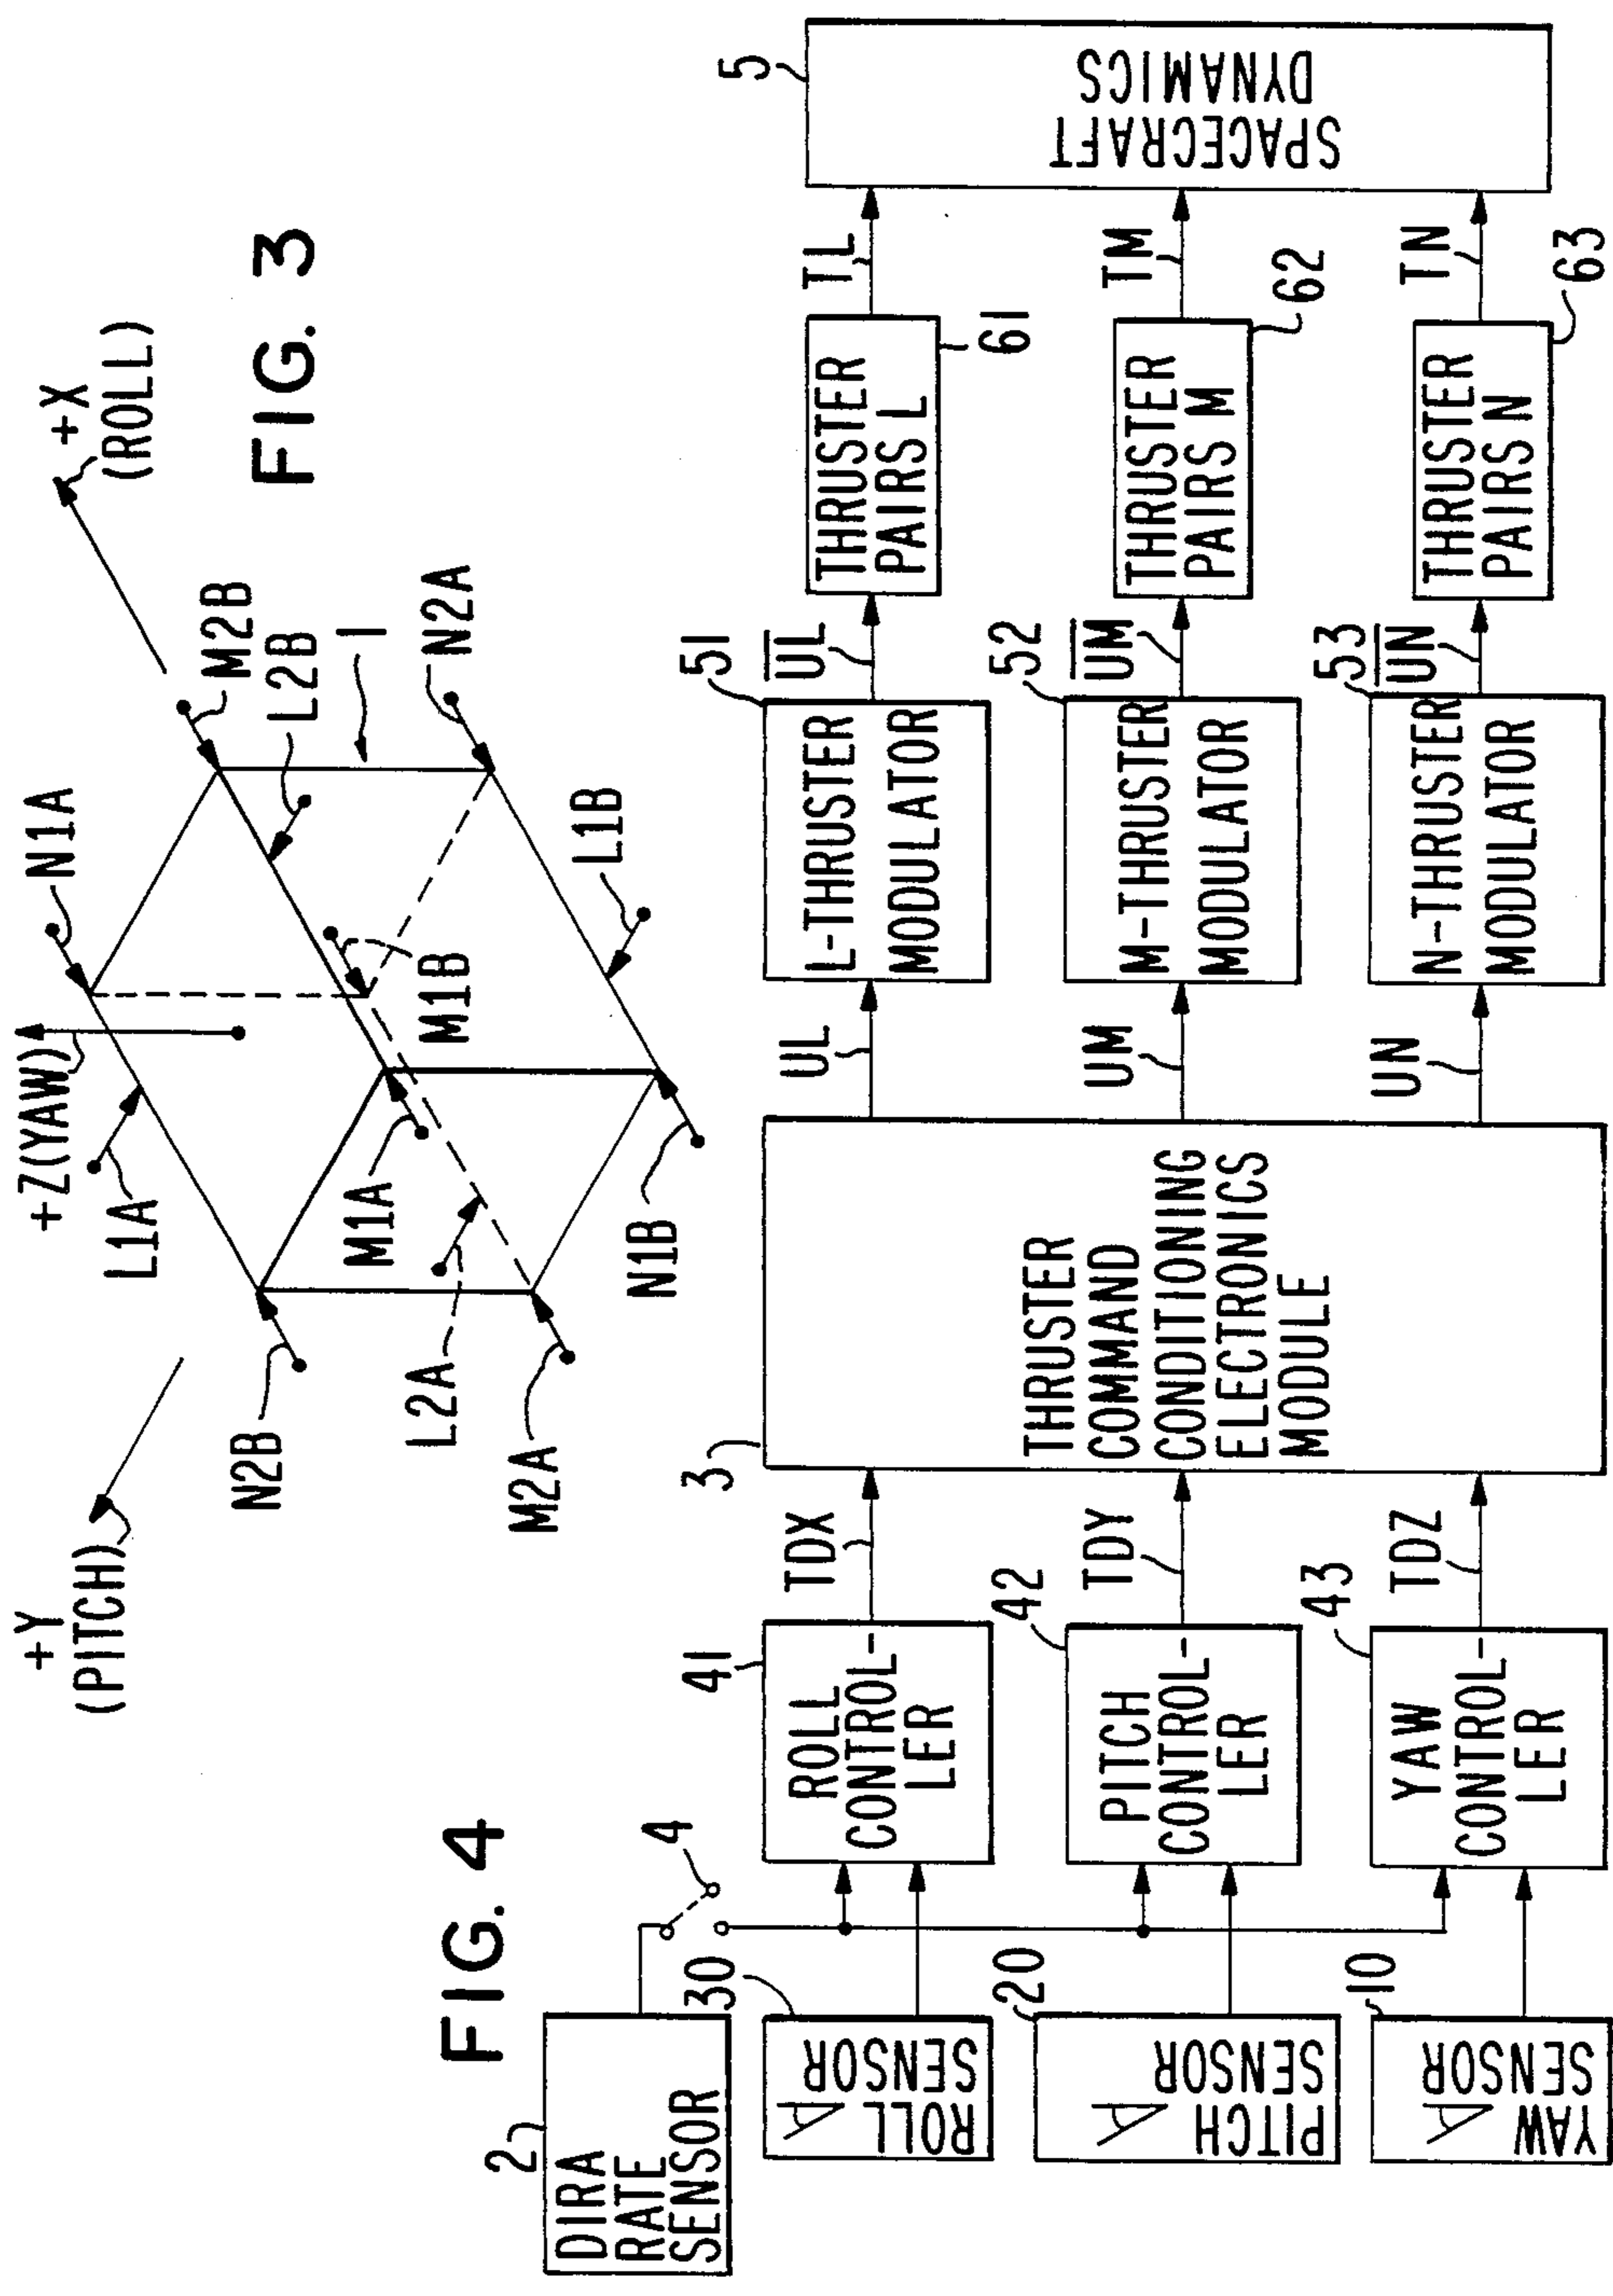 FIG. 3
+X
(ROLL)
+Y
(PITCH)
+Z(YAW)
N1A
M2B
L2B
1
N2A
L1B
M1B
L1A
M1A
N1B
N2B
L2A
M2A
FIG. 4
2
DIRA
RATE
SENSOR
4
30
ROLL
SENSOR
20
PITCH
SENSOR
10
YAW
SENSOR
41
ROLL
CONTROL-
LER
42
PITCH
CONTROL-
LER
43
YAW
CONTROL-
LER
TDX
TDY
TDZ
3
THRUSTER
COMMAND
CONDITIONING
ELECTRONICS
MODULE
UL
UM
UN
51
L-THRUSTER
MODULATOR
52
M-THRUSTER
MODULATOR
53
N-THRUSTER
MODULATOR
U̅L̅
U̅M̅
U̅N̅
THRUSTER
PAIRS L
61
THRUSTER
PAIRS M
62
THRUSTER
PAIRS N
63
TL
TM
TN
5
SPACECRAFT
DYNAMICS